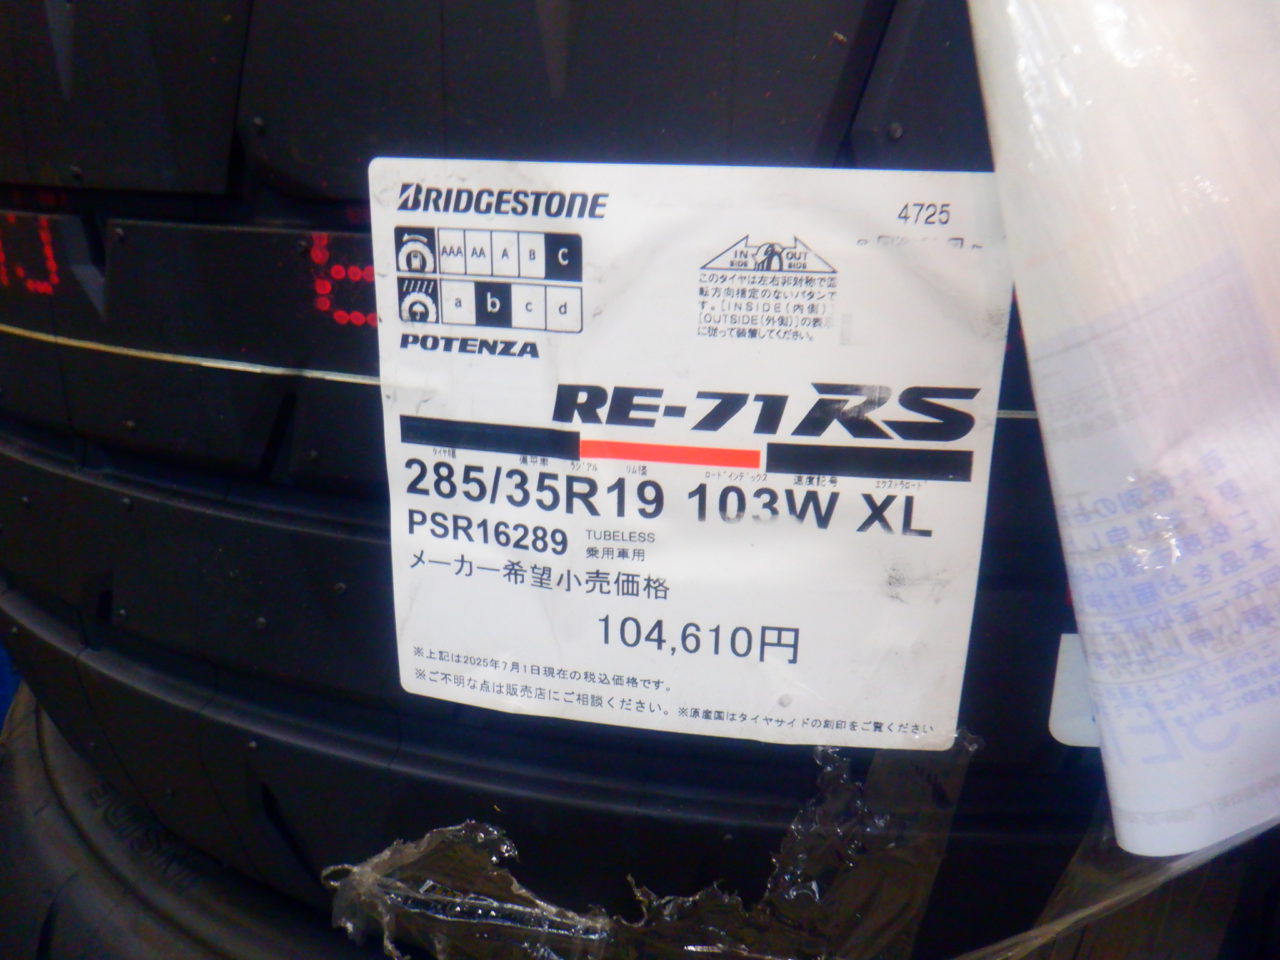 BRIDGESTONE
4725
AAA AA A B C
a b c d
POTENZA
IN SIDE OUT SIDE
このタイヤは左右非対称で回
転方向指定のないパタンで
す。[INSIDE(内側)
[OUTSIDE(外側)]の表示
に従って装着してください。
RE-71RS
タイヤ幅 偏平率 ラジアル リム径 ロードインデックス 速度記号 エクストラロード
285/35R19 103W XL
PSR16289 TUBELESS
乗用車用
メーカー希望小売価格
104,610円
※上記は2025年7月1日現在の税込価格です。
※ご不明な点は販売店にご相談ください。※原産国はタイヤサイドの刻印をご覧ください
INSIDE